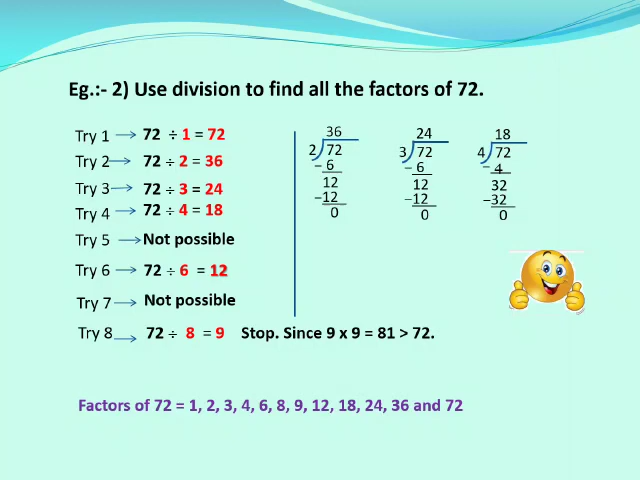 Eg.:- 2) Use division to find all the factors of 72.
Try 1 → 72 ÷ 1 = 72
Try 2 → 72 ÷ 2 = 36
Try 3 → 72 ÷ 3 = 24
Try 4 → 72 ÷ 4 = 18
Try 5 → Not possible
Try 6 → 72 ÷ 6 = 12
Try 7 → Not possible
Try 8 → 72 ÷ 8 = 9 Stop. Since 9 x 9 = 81 > 72.
36
2 72
− 6
12
−12
0
24
3 72
− 6
12
−12
0
18
4 72
− 4
32
−32
0
Factors of 72 = 1, 2, 3, 4, 6, 8, 9, 12, 18, 24, 36 and 72